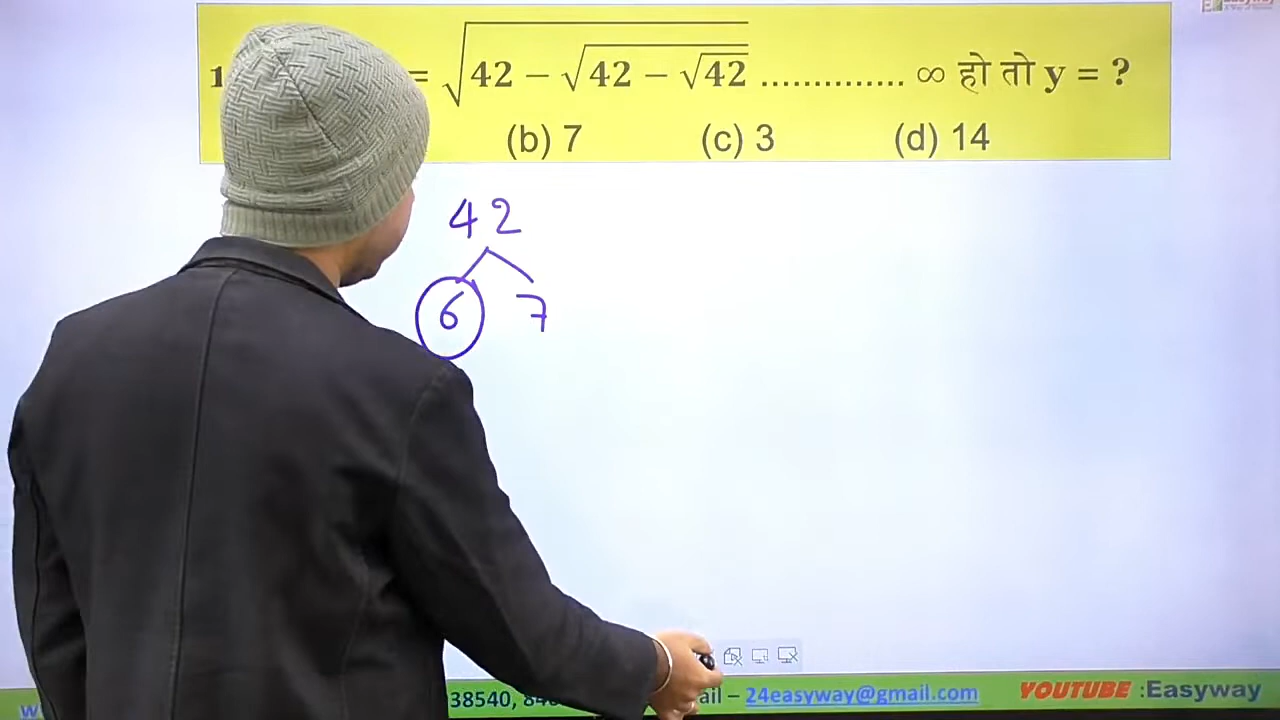 1 = √42 − √42 − √42 ............... ∞ हो तो y = ?
(b) 7 (c) 3 (d) 14
42
6 7
38540, 84 ail – 24easyway@gmail.com YOUTUBE :Easyway